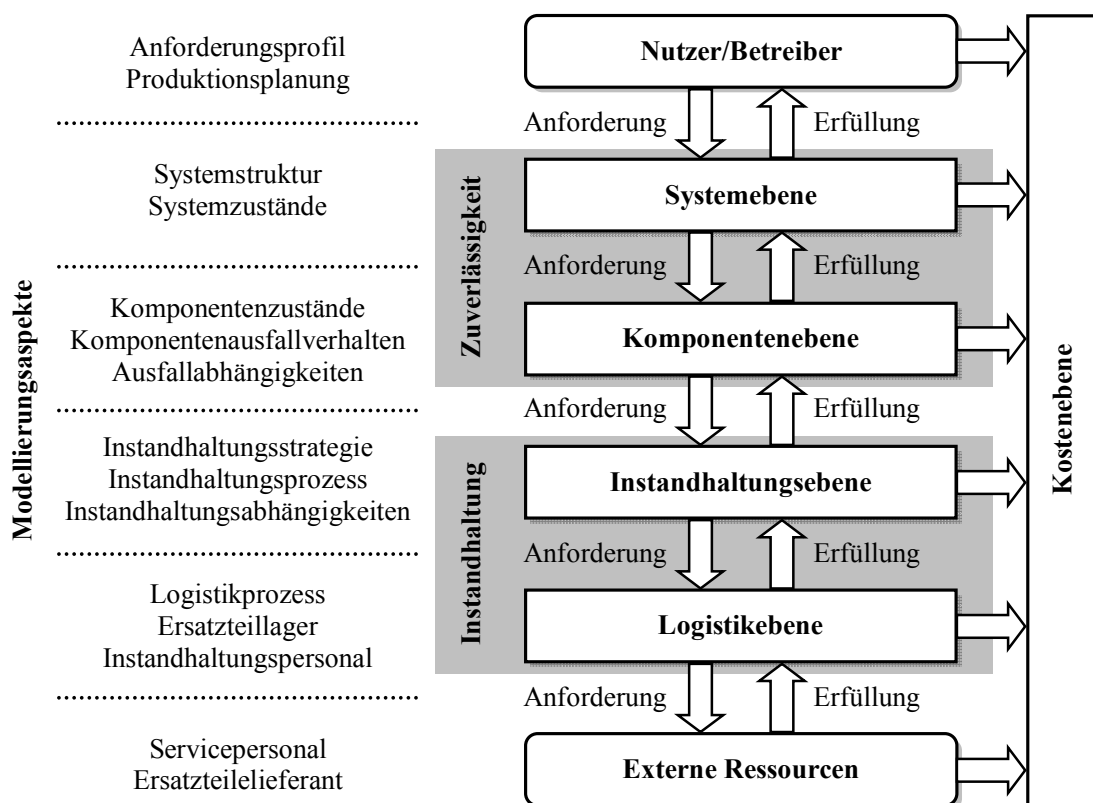 Modellierungsaspekte
Anforderungsprofil
Produktionsplanung
Nutzer/Betreiber
Anforderung
Erfüllung
Systemstruktur
Systemzustände
Zuverlässigkeit
Systemebene
Anforderung
Erfüllung
Komponentenzustände
Komponentenausfallverhalten
Ausfallabhängigkeiten
Komponentenebene
Anforderung
Erfüllung
Instandhaltungsstrategie
Instandhaltungsprozess
Instandhaltungsabhängigkeiten
Instandhaltung
Instandhaltungsebene
Anforderung
Erfüllung
Logistikprozess
Ersatzteillager
Instandhaltungspersonal
Logistikebene
Anforderung
Erfüllung
Servicepersonal
Ersatzteilelieferant
Externe Ressourcen
Kostenebene